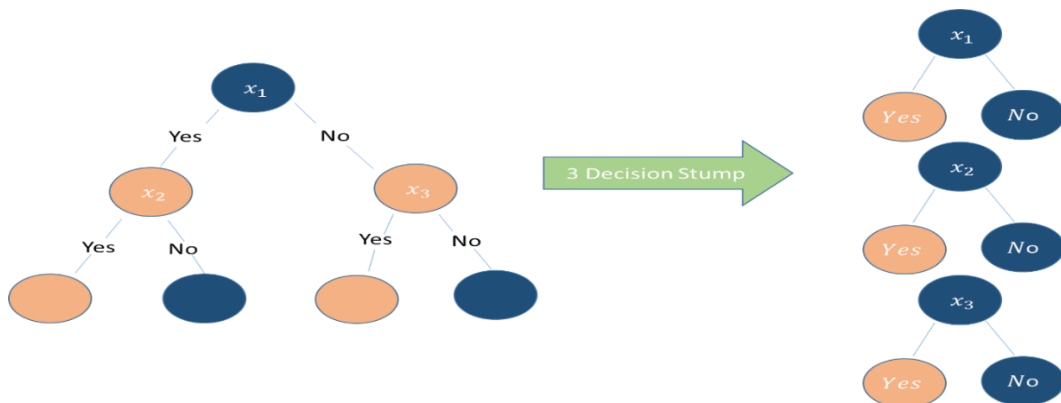 x₁
Yes
No
x₂
x₃
Yes
No
Yes
No
3 Decision Stump
x₁
Yes
No
x₂
Yes
No
x₃
Yes
No